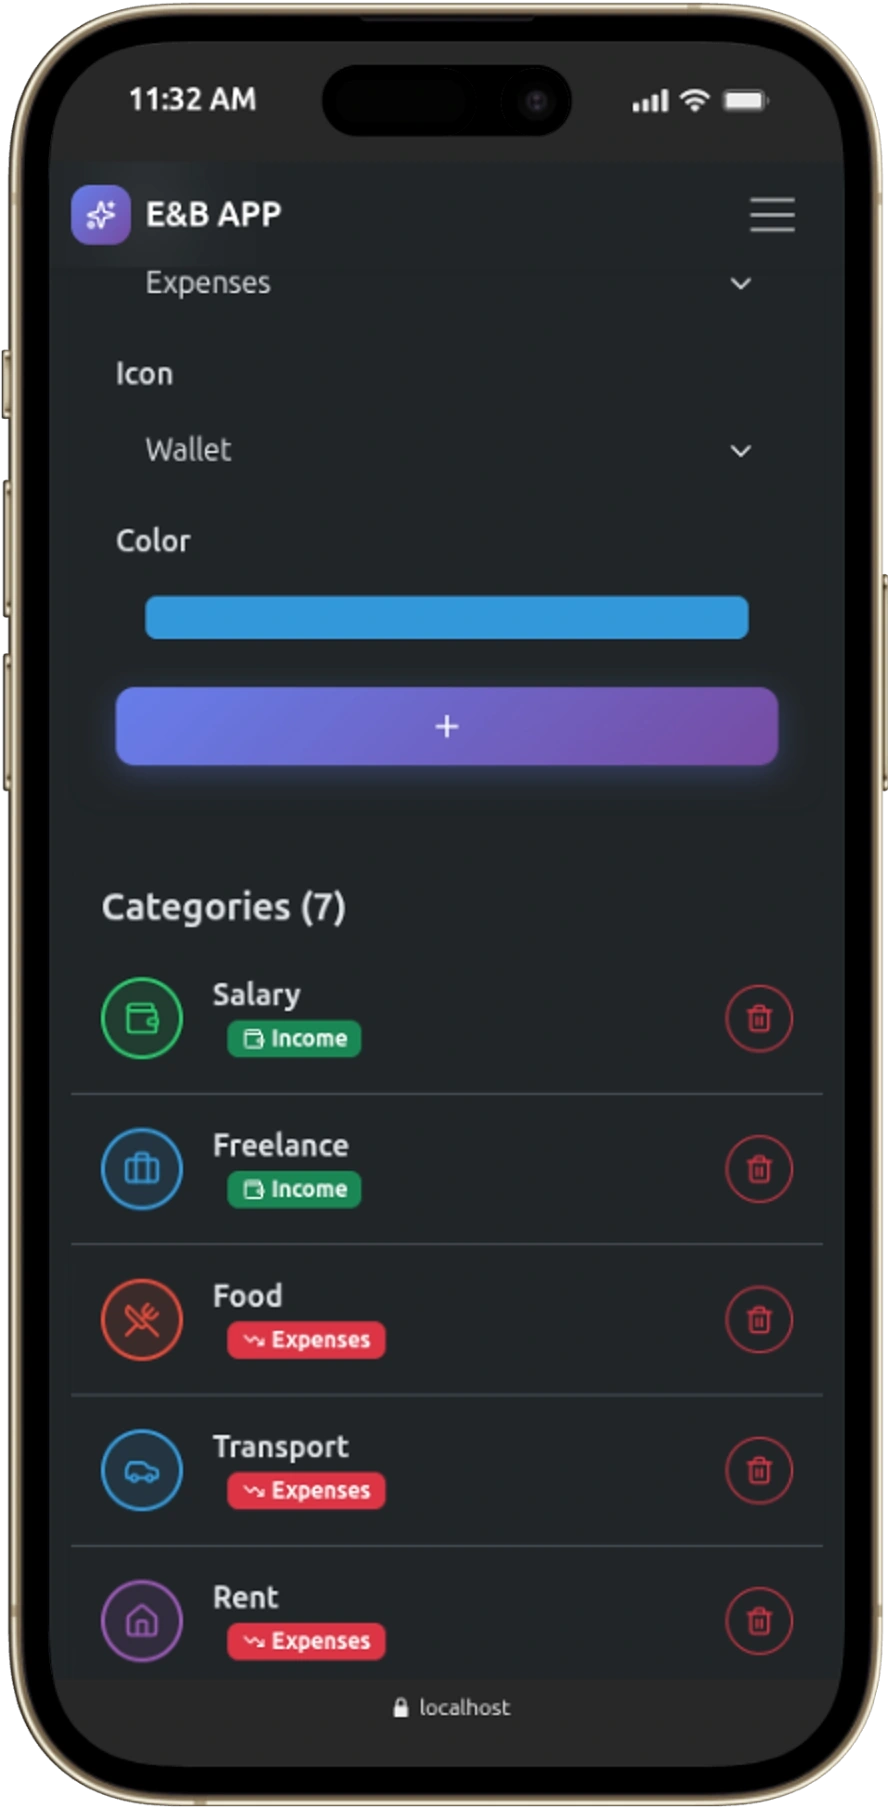 11:32 AM
E&B APP
Expenses
Icon
Wallet
Color
+
Categories (7)
Salary
Income
Freelance
Income
Food
Expenses
Transport
Expenses
Rent
Expenses
localhost